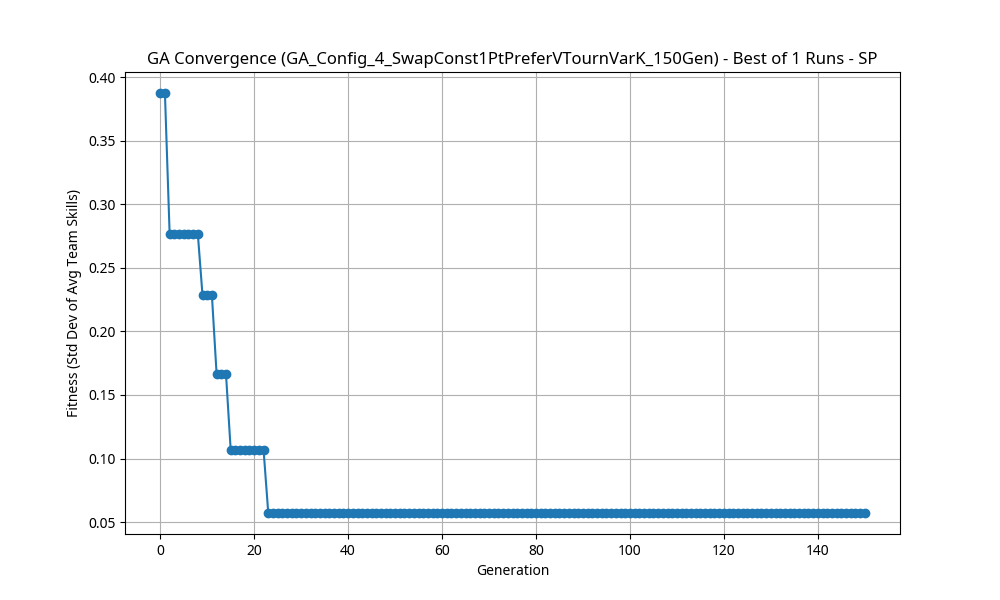 GA Convergence (GA_Config_4_SwapConst1PtPreferVTournVarK_150Gen) - Best of 1 Runs - SP
Fitness (Std Dev of Avg Team Skills)
0.40
0.35
0.30
0.25
0.20
0.15
0.10
0.05
0 20 40 60 80 100 120 140
Generation